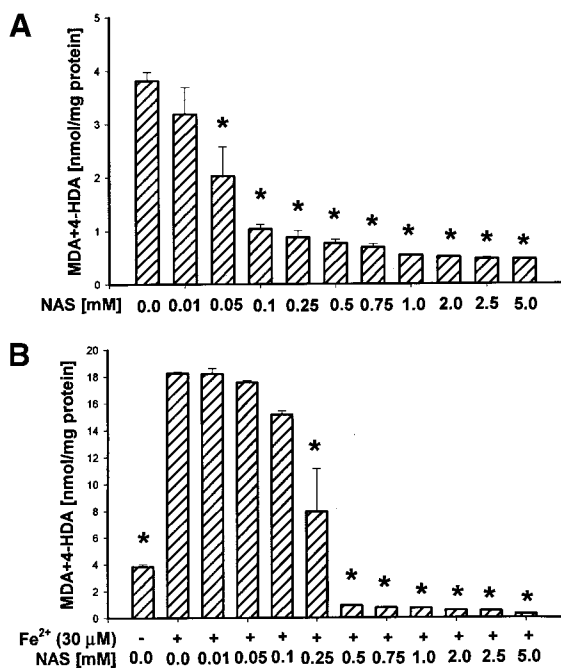 A
MDA+4-HDA [nmol/mg protein]
5
4
3
2
1
0
* * * * * * * * *
NAS [mM] 0.0 0.01 0.05 0.1 0.25 0.5 0.75 1.0 2.0 2.5 5.0
B
MDA+4-HDA [nmol/mg protein]
20
18
16
14
12
10
8
6
4
2
0
* * * * * * * *
Fe²⁺ (30 µM) - + + + + + + + + + + +
NAS [mM] 0.0 0.0 0.01 0.05 0.1 0.25 0.5 0.75 1.0 2.0 2.5 5.0